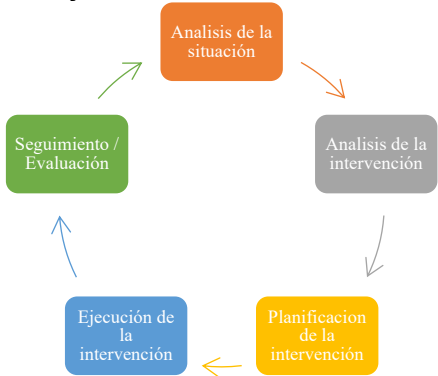 Analisis de la
situación
Analisis de la
intervención
Planificacion
de la
intervención
Ejecución de
la
intervención
Seguimiento /
Evaluación